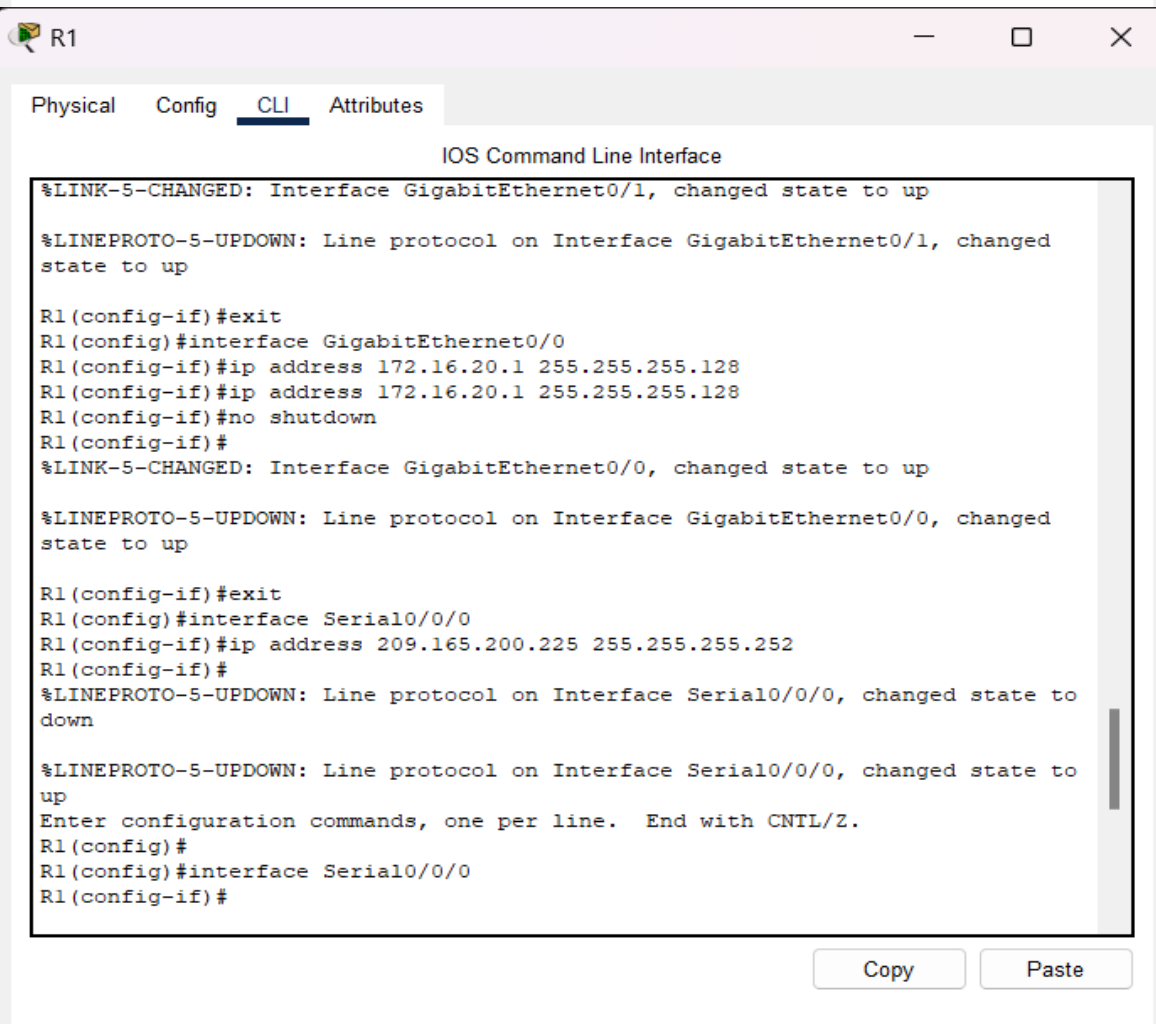 R1
Physical Config CLI Attributes
IOS Command Line Interface
%LINK-5-CHANGED: Interface GigabitEthernet0/1, changed state to up
%LINEPROTO-5-UPDOWN: Line protocol on Interface GigabitEthernet0/1, changed
state to up
R1(config-if)#exit
R1(config)#interface GigabitEthernet0/0
R1(config-if)#ip address 172.16.20.1 255.255.255.128
R1(config-if)#ip address 172.16.20.1 255.255.255.128
R1(config-if)#no shutdown
R1(config-if)#
%LINK-5-CHANGED: Interface GigabitEthernet0/0, changed state to up
%LINEPROTO-5-UPDOWN: Line protocol on Interface GigabitEthernet0/0, changed
state to up
R1(config-if)#exit
R1(config)#interface Serial0/0/0
R1(config-if)#ip address 209.165.200.225 255.255.255.252
R1(config-if)#
%LINEPROTO-5-UPDOWN: Line protocol on Interface Serial0/0/0, changed state to
down
%LINEPROTO-5-UPDOWN: Line protocol on Interface Serial0/0/0, changed state to
up
Enter configuration commands, one per line.  End with CNTL/Z.
R1(config)#
R1(config)#interface Serial0/0/0
R1(config-if)#
Copy Paste